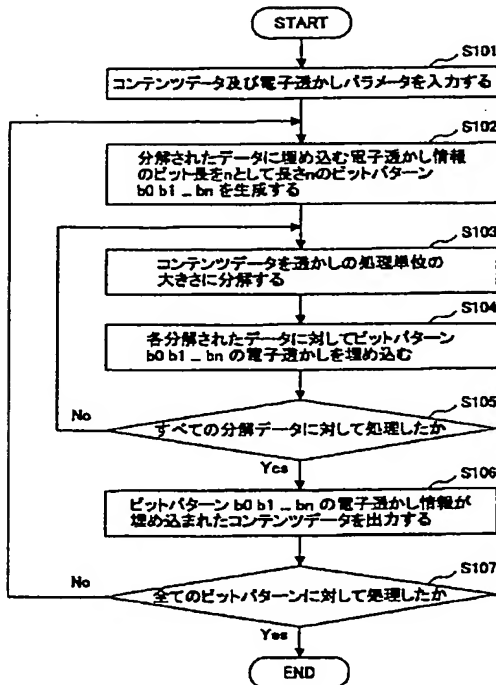 START
S101
コンテンツデータ及び電子透かしパラメータを入力する
S102
分解されたデータに埋め込む電子透かし情報
のビット長をnとして長さnのビットパターン
b0 b1 _ bn を生成する
S103
コンテンツデータを透かしの処理単位の
大きさに分解する
S104
各分解されたデータに対してビットパターン
b0 b1 _ bn の電子透かしを埋め込む
S105
No
すべての分解データに対して処理したか
Yes
S106
ビットパターン b0 b1 _ bn の電子透かし情報が
埋め込まれたコンテンツデータを出力する
S107
No
全てのビットパターンに対して処理したか
Yes
END